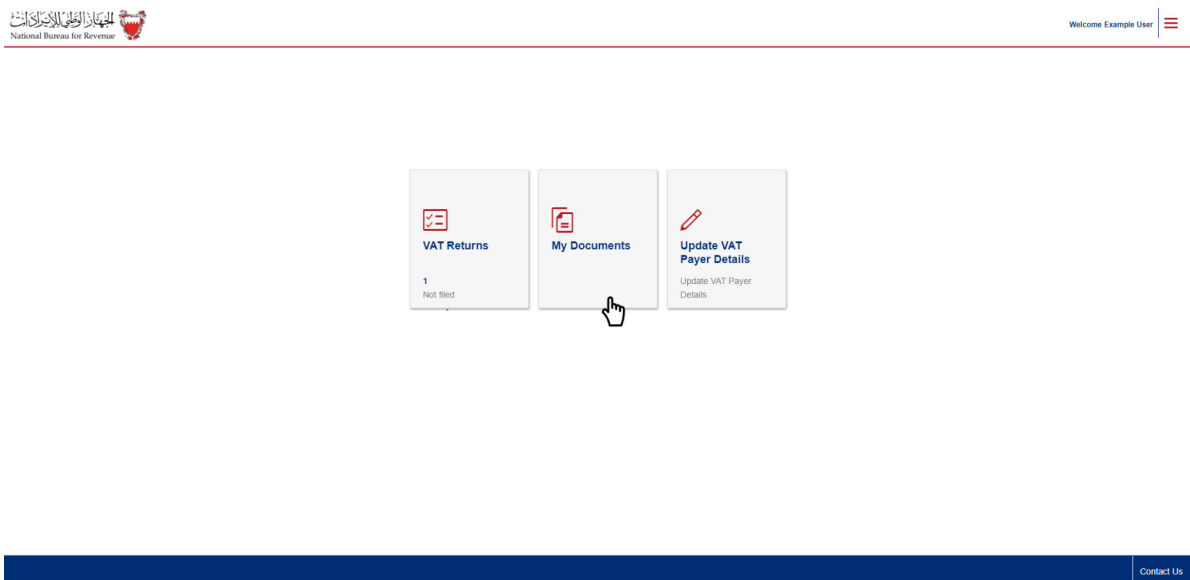 الجهاز الوطني للإيرادات
National Bureau for Revenue
Welcome Example User
VAT Returns
1
Not filed
My Documents
Update VAT
Payer Details
Update VAT Payer
Details
Contact Us